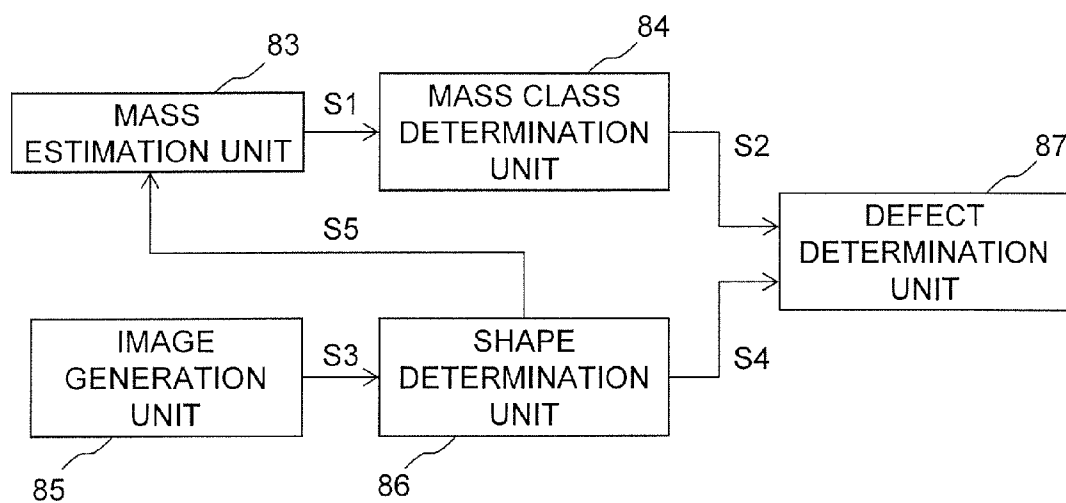 83
MASS
ESTIMATION UNIT
S1
84
MASS CLASS
DETERMINATION
UNIT
S2
87
DEFECT
DETERMINATION
UNIT
S5
IMAGE
GENERATION
UNIT
85
S3
SHAPE
DETERMINATION
UNIT
86
S4